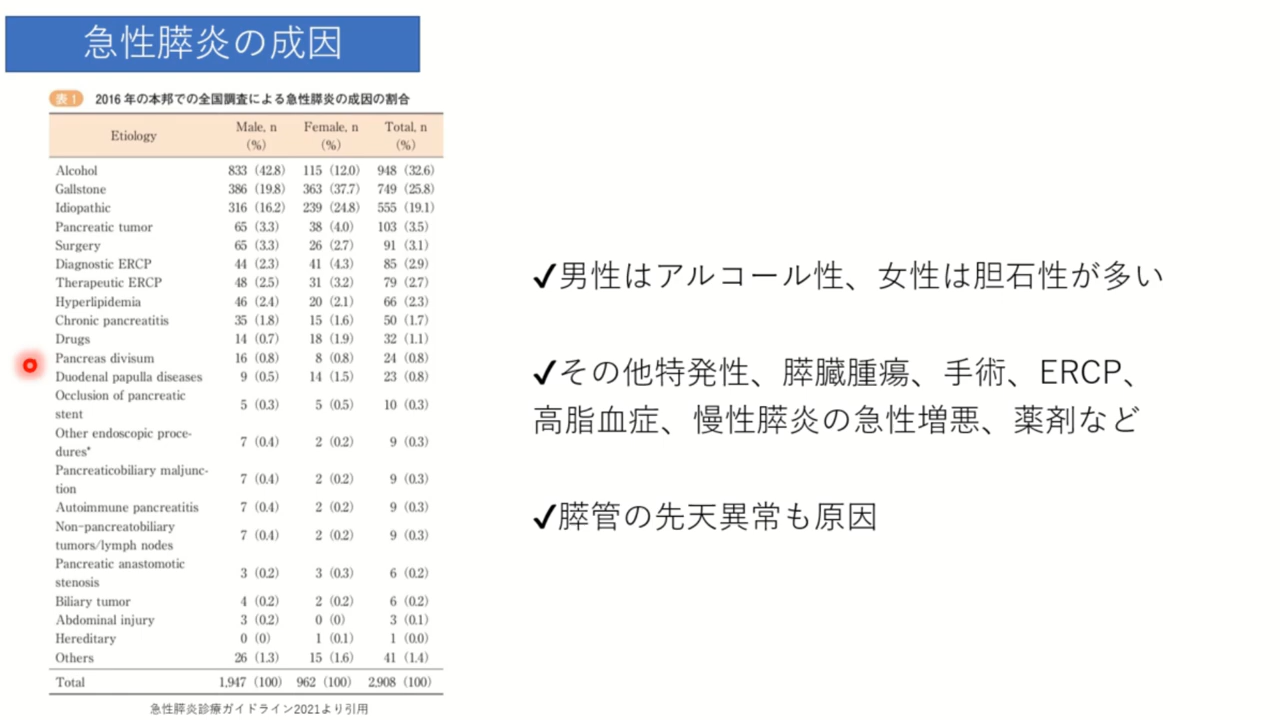 急性膵炎の成因
表1 2016年の本邦での全国調査による急性膵炎の成因の割合
Etiology Male, n (%) Female, n (%) Total, n (%)
Alcohol 833 (42.8) 115 (12.0) 948 (32.6)
Gallstone 386 (19.8) 363 (37.7) 749 (25.8)
Idiopathic 316 (16.2) 239 (24.8) 555 (19.1)
Pancreatic tumor 65 (3.3) 38 (4.0) 103 (3.5)
Surgery 65 (3.3) 26 (2.7) 91 (3.1)
Diagnostic ERCP 44 (2.3) 41 (4.3) 85 (2.9)
Therapeutic ERCP 48 (2.5) 31 (3.2) 79 (2.7)
Hyperlipidemia 46 (2.4) 20 (2.1) 66 (2.3)
Chronic pancreatitis 35 (1.8) 15 (1.6) 50 (1.7)
Drugs 14 (0.7) 18 (1.9) 32 (1.1)
Pancreas divisum 16 (0.8) 8 (0.8) 24 (0.8)
Duodenal papulla diseases 9 (0.5) 14 (1.5) 23 (0.8)
Occlusion of pancreatic
stent 5 (0.3) 5 (0.5) 10 (0.3)
Other endoscopic proce-
dures* 7 (0.4) 2 (0.2) 9 (0.3)
Pancreaticobiliary maljunc-
tion 7 (0.4) 2 (0.2) 9 (0.3)
Autoimmune pancreatitis 7 (0.4) 2 (0.2) 9 (0.3)
Non-pancreatobiliary
tumors/lymph nodes 7 (0.4) 2 (0.2) 9 (0.3)
Pancreatic anastomotic
stenosis 3 (0.2) 3 (0.3) 6 (0.2)
Biliary tumor 4 (0.2) 2 (0.2) 6 (0.2)
Abdominal injury 3 (0.2) 0 (0) 3 (0.1)
Hereditary 0 (0) 1 (0.1) 1 (0.0)
Others 26 (1.3) 15 (1.6) 41 (1.4)
Total 1,947 (100) 962 (100) 2,908 (100)
急性膵炎診療ガイドライン2021より引用
✓男性はアルコール性、女性は胆石性が多い
✓その他特発性、膵臓腫瘍、手術、ERCP、
高脂血症、慢性膵炎の急性増悪、薬剤など
✓膵管の先天異常も原因